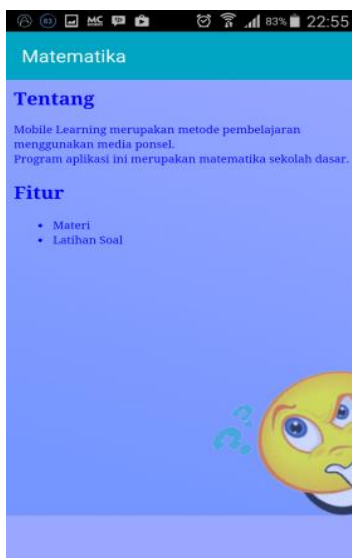 83% 22:55
Matematika
Tentang
Mobile Learning merupakan metode pembelajaran
menggunakan media ponsel.
Program aplikasi ini merupakan matematika sekolah dasar.
Fitur
• Materi
• Latihan Soal